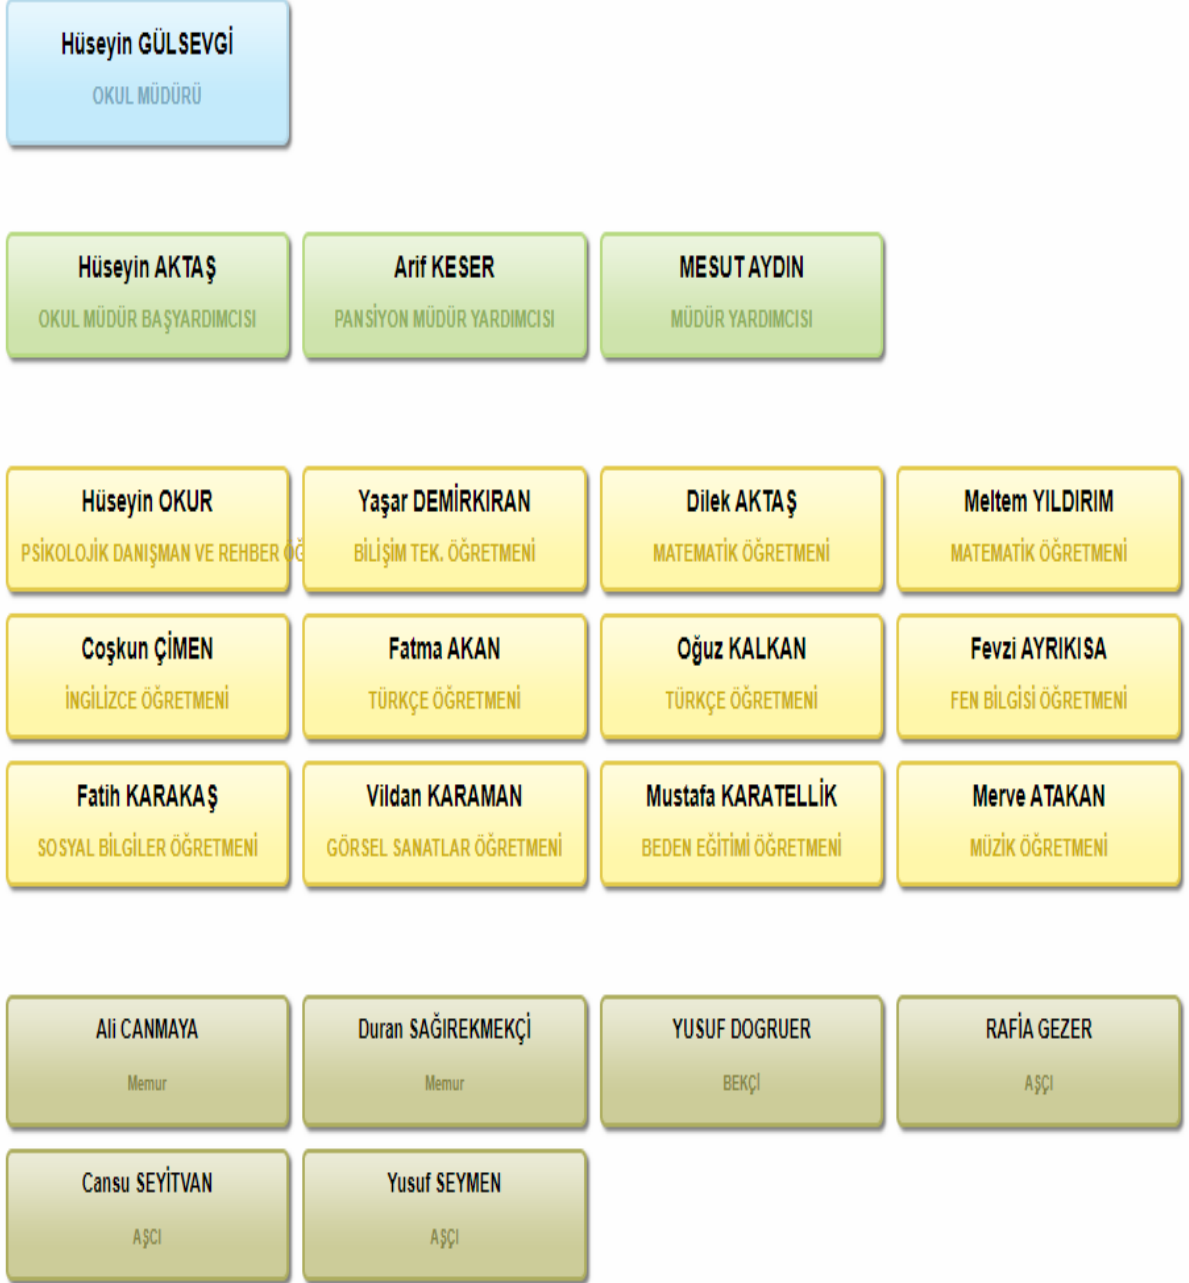 Hüseyin GÜLSEVGİ
OKUL MÜDÜRÜ
Hüseyin AKTAŞ
OKUL MÜDÜR BAŞYARDIMCISI
Arif KESER
PANSİYON MÜDÜR YARDIMCISI
MESUT AYDIN
MÜDÜR YARDIMCISI
Hüseyin OKUR
PSİKOLOJİK DANIŞMAN VE REHBER ÖĞ
Yaşar DEMİRKIRAN
BİLİŞİM TEK. ÖĞRETMENİ
Dilek AKTAŞ
MATEMATİK ÖĞRETMENİ
Meltem YILDIRIM
MATEMATİK ÖĞRETMENİ
Coşkun ÇİMEN
İNGİLİZCE ÖĞRETMENİ
Fatma AKAN
TÜRKÇE ÖĞRETMENİ
Oğuz KALKAN
TÜRKÇE ÖĞRETMENİ
Fevzi AYRIKISA
FEN BİLGİSİ ÖĞRETMENİ
Fatih KARAKAŞ
SOSYAL BİLGİLER ÖĞRETMENİ
Vildan KARAMAN
GÖRSEL SANATLAR ÖĞRETMENİ
Mustafa KARATELLİK
BEDEN EĞİTİMİ ÖĞRETMENİ
Merve ATAKAN
MÜZİK ÖĞRETMENİ
Ali CANMAYA
Memur
Duran SAĞIREKMEKÇİ
Memur
YUSUF DOGRUER
BEKÇİ
RAFİA GEZER
AŞÇI
Cansu SEYİTVAN
AŞCI
Yusuf SEYMEN
AŞÇI